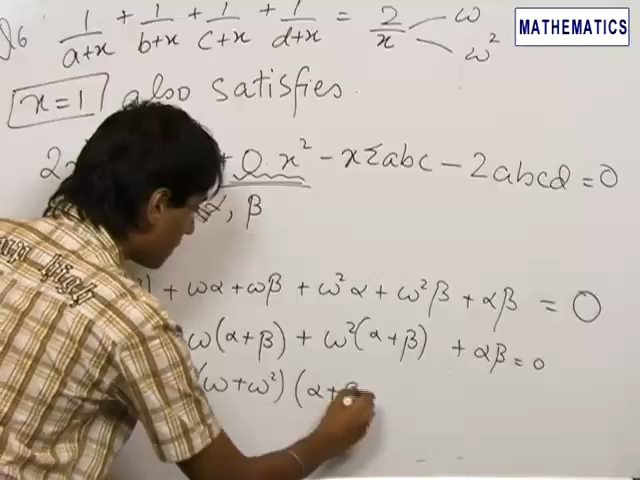 MATHEMATICS
Q6 1/(a+x) + 1/(b+x) + 1/(c+x) + 1/(d+x) = 2/x ω ω²
x=1 also satisfies.
+ 0 x² - xΣabc - 2abcd = 0
α, β
+ ωα + ωβ + ω²α + ω²β + αβ = 0
ω(α+β) + ω²(α+β) + αβ = 0
(ω+ω²)(α+β